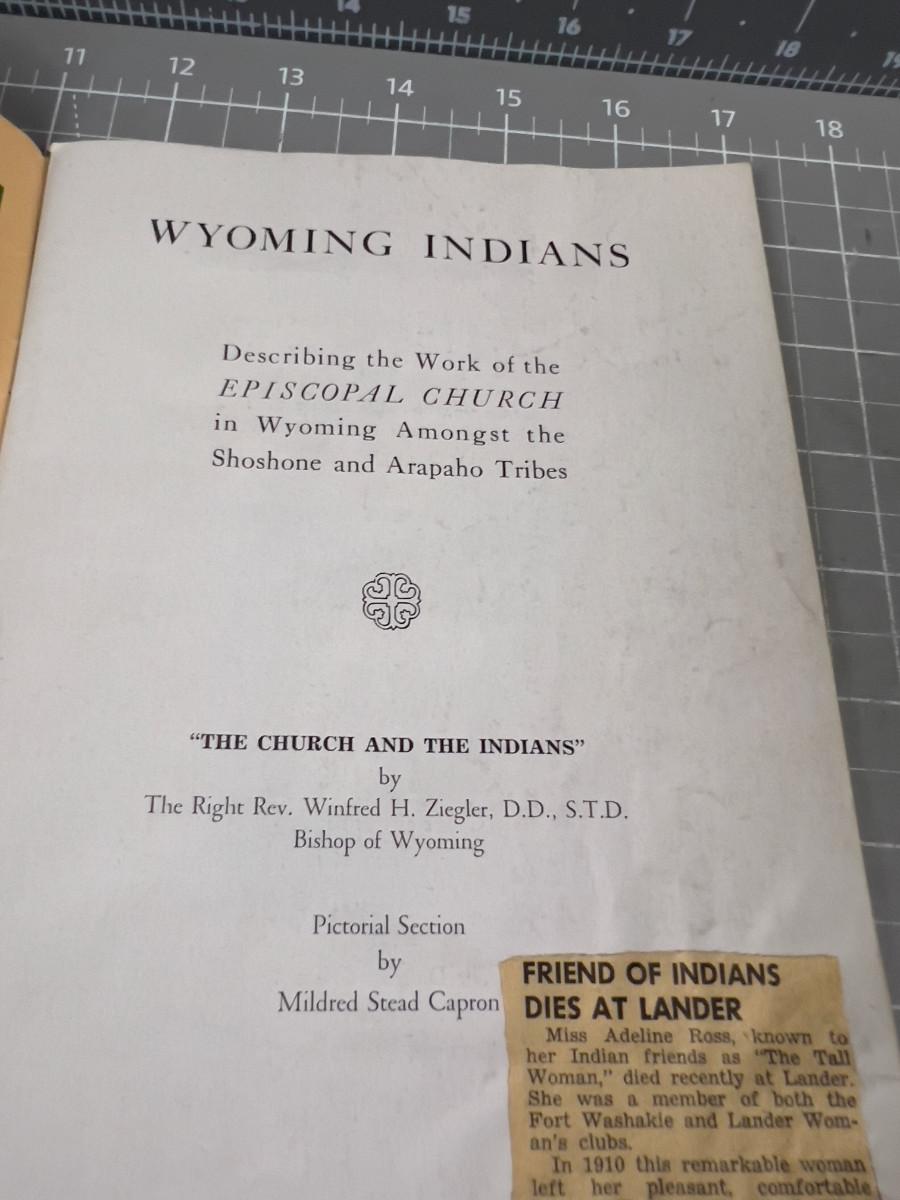 14 15 16 17 18 19
11 12 13 14 15 16 17 18
WYOMING INDIANS
Describing the Work of the
EPISCOPAL CHURCH
in Wyoming Amongst the
Shoshone and Arapaho Tribes
“THE CHURCH AND THE INDIANS”
by
The Right Rev. Winfred H. Ziegler, D.D., S.T.D.
Bishop of Wyoming
Pictorial Section
by
Mildred Stead Capron
FRIEND OF INDIANS
DIES AT LANDER
Miss Adeline Ross, known to
her Indian friends as "The Tall
Woman," died recently at Lander.
She was a member of both the
Fort Washakie and Lander Wom-
an's clubs.
In 1910 this remarkable woman
left her pleasant, comfortable